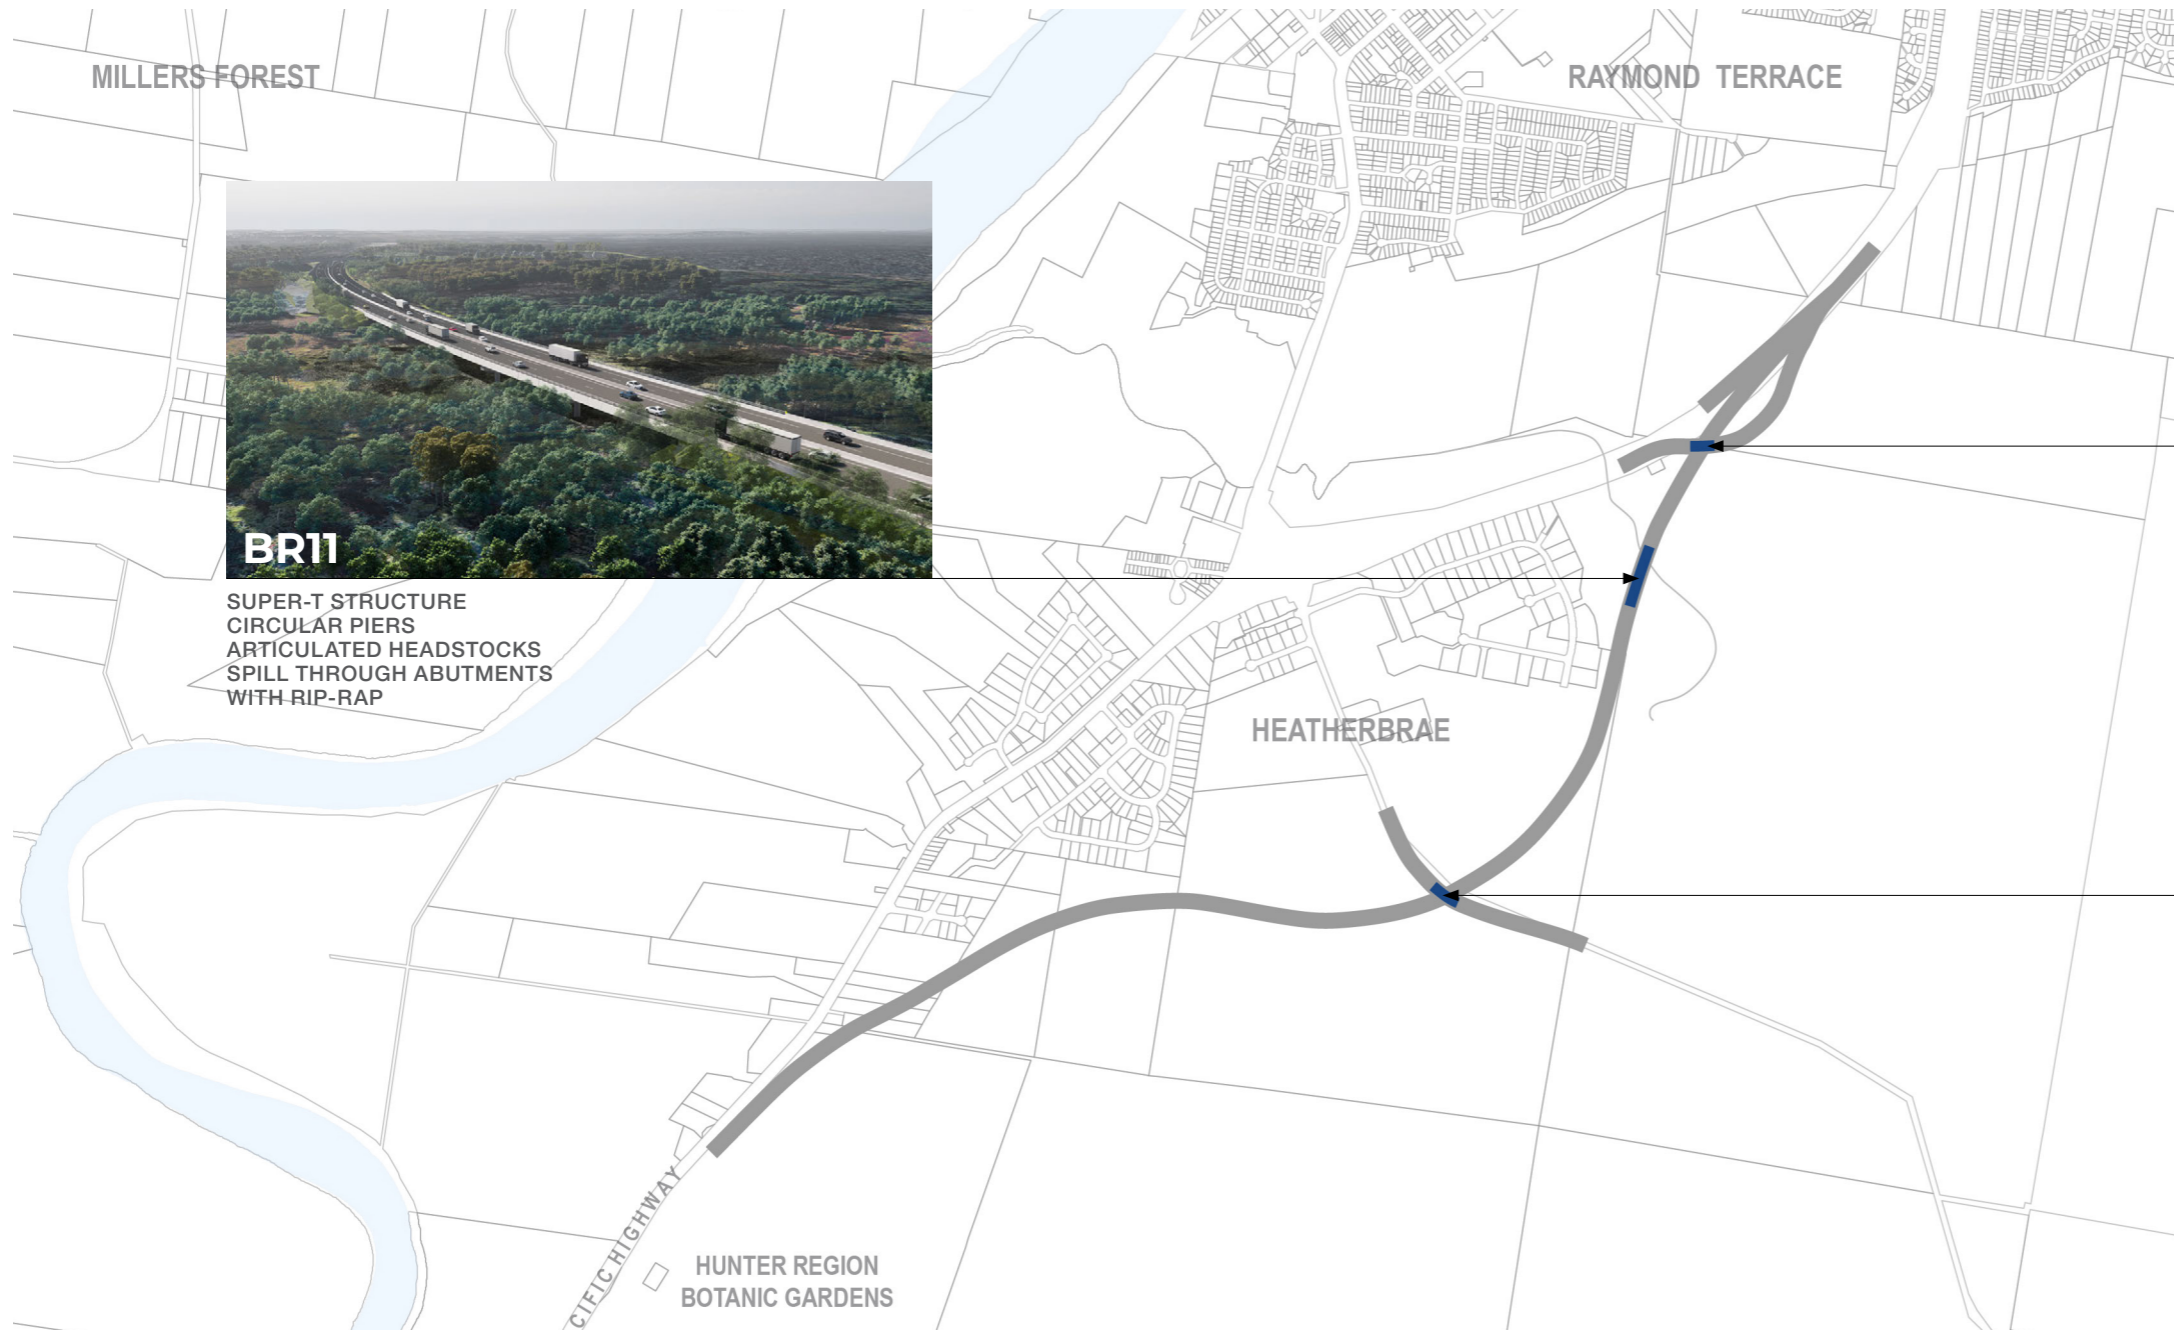 MILLERS FOREST
RAYMOND TERRACE
BR11
SUPER-T STRUCTURE
CIRCULAR PIERS
ARTICULATED HEADSTOCKS
SPILL THROUGH ABUTMENTS
WITH RIP-RAP
HEATHERBRAE
CIFIC HIGHWAY
HUNTER REGION
BOTANIC GARDENS